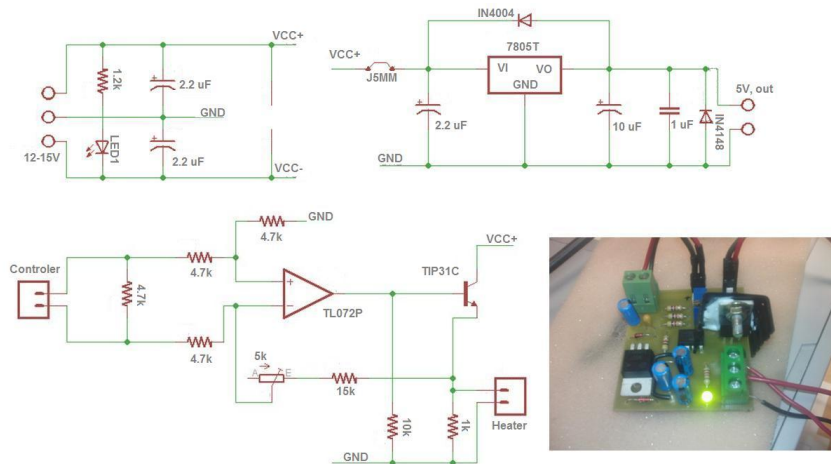 VCC+
1.2k
2.2 uF
GND
12-15V
LED1
2.2 uF
VCC-
IN4004
7805T
VCC+
J5MM
VI
VO
GND
5V, out
2.2 uF
10 uF
1 uF
IN4148
GND
4.7k
GND
VCC+
Controler
4.7k
4.7k
+
-
TL072P
TIP31C
4.7k
5k
A
E
15k
10k
1k
Heater
GND